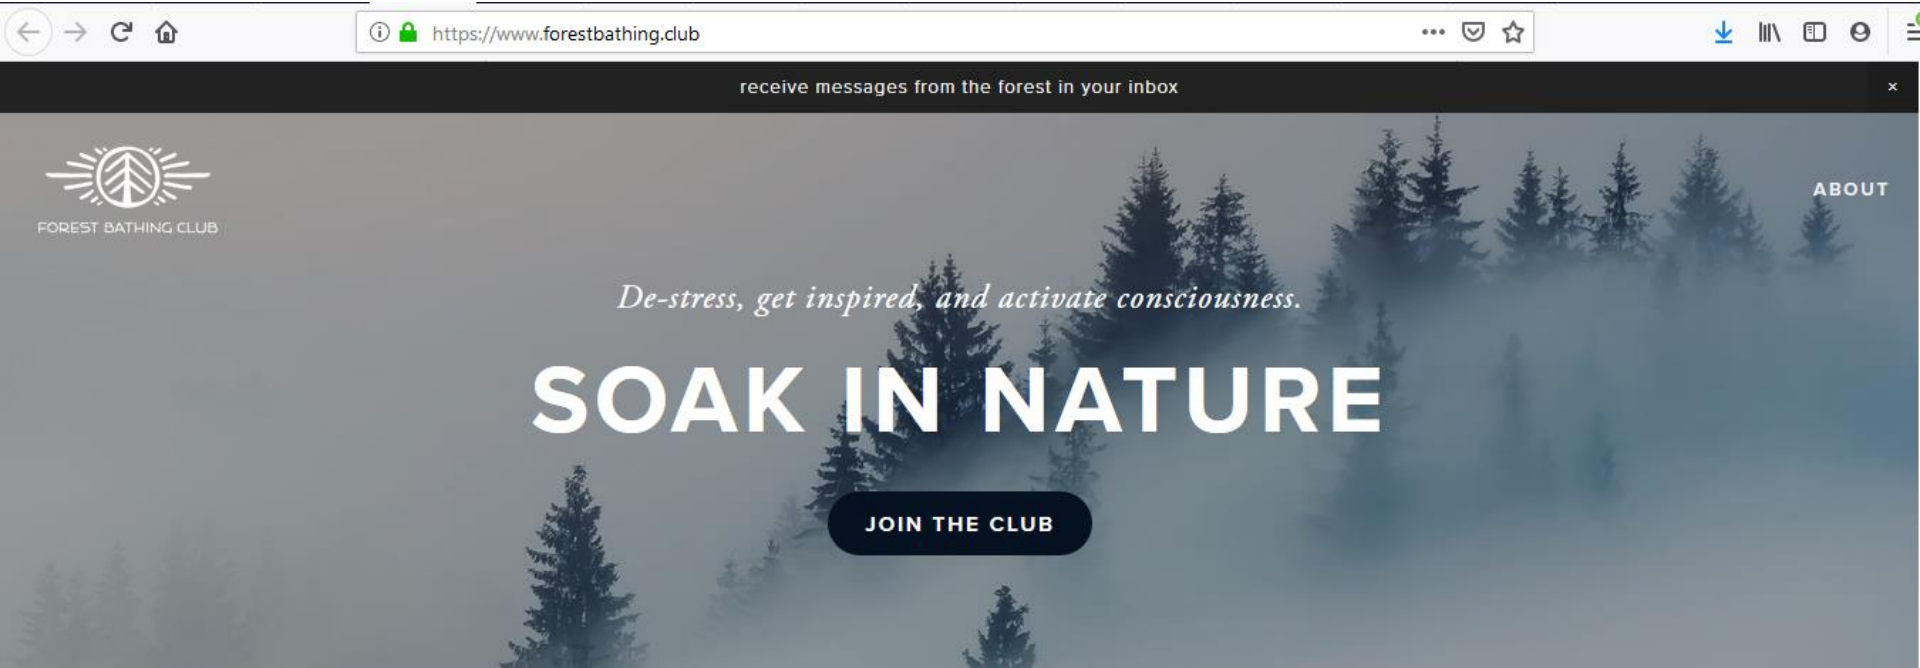 https://www.forestbathing.club
receive messages from the forest in your inbox
×
FOREST BATHING CLUB
ABOUT
De-stress, get inspired, and activate consciousness.
SOAK IN NATURE
JOIN THE CLUB